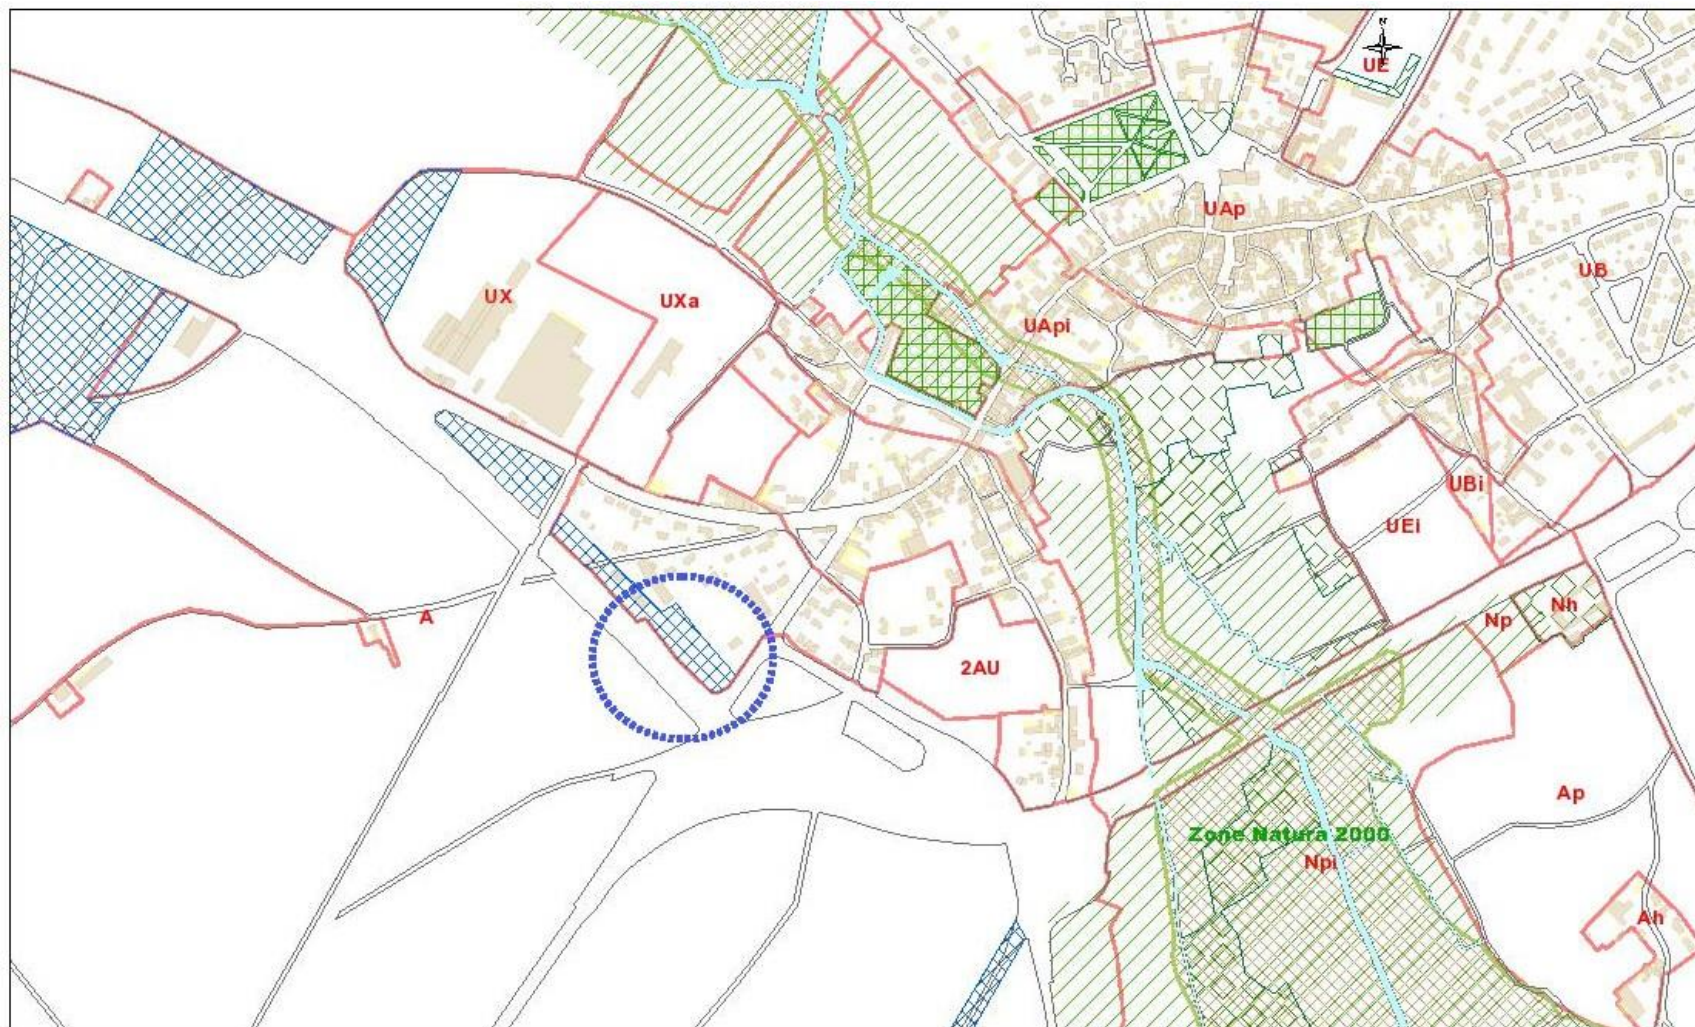 N
UE
UAp
UB
UX
UXa
UApi
UBi
UEi
Nh
Np
A
2AU
Ap
Zone Natura 2000
Npi
Ah